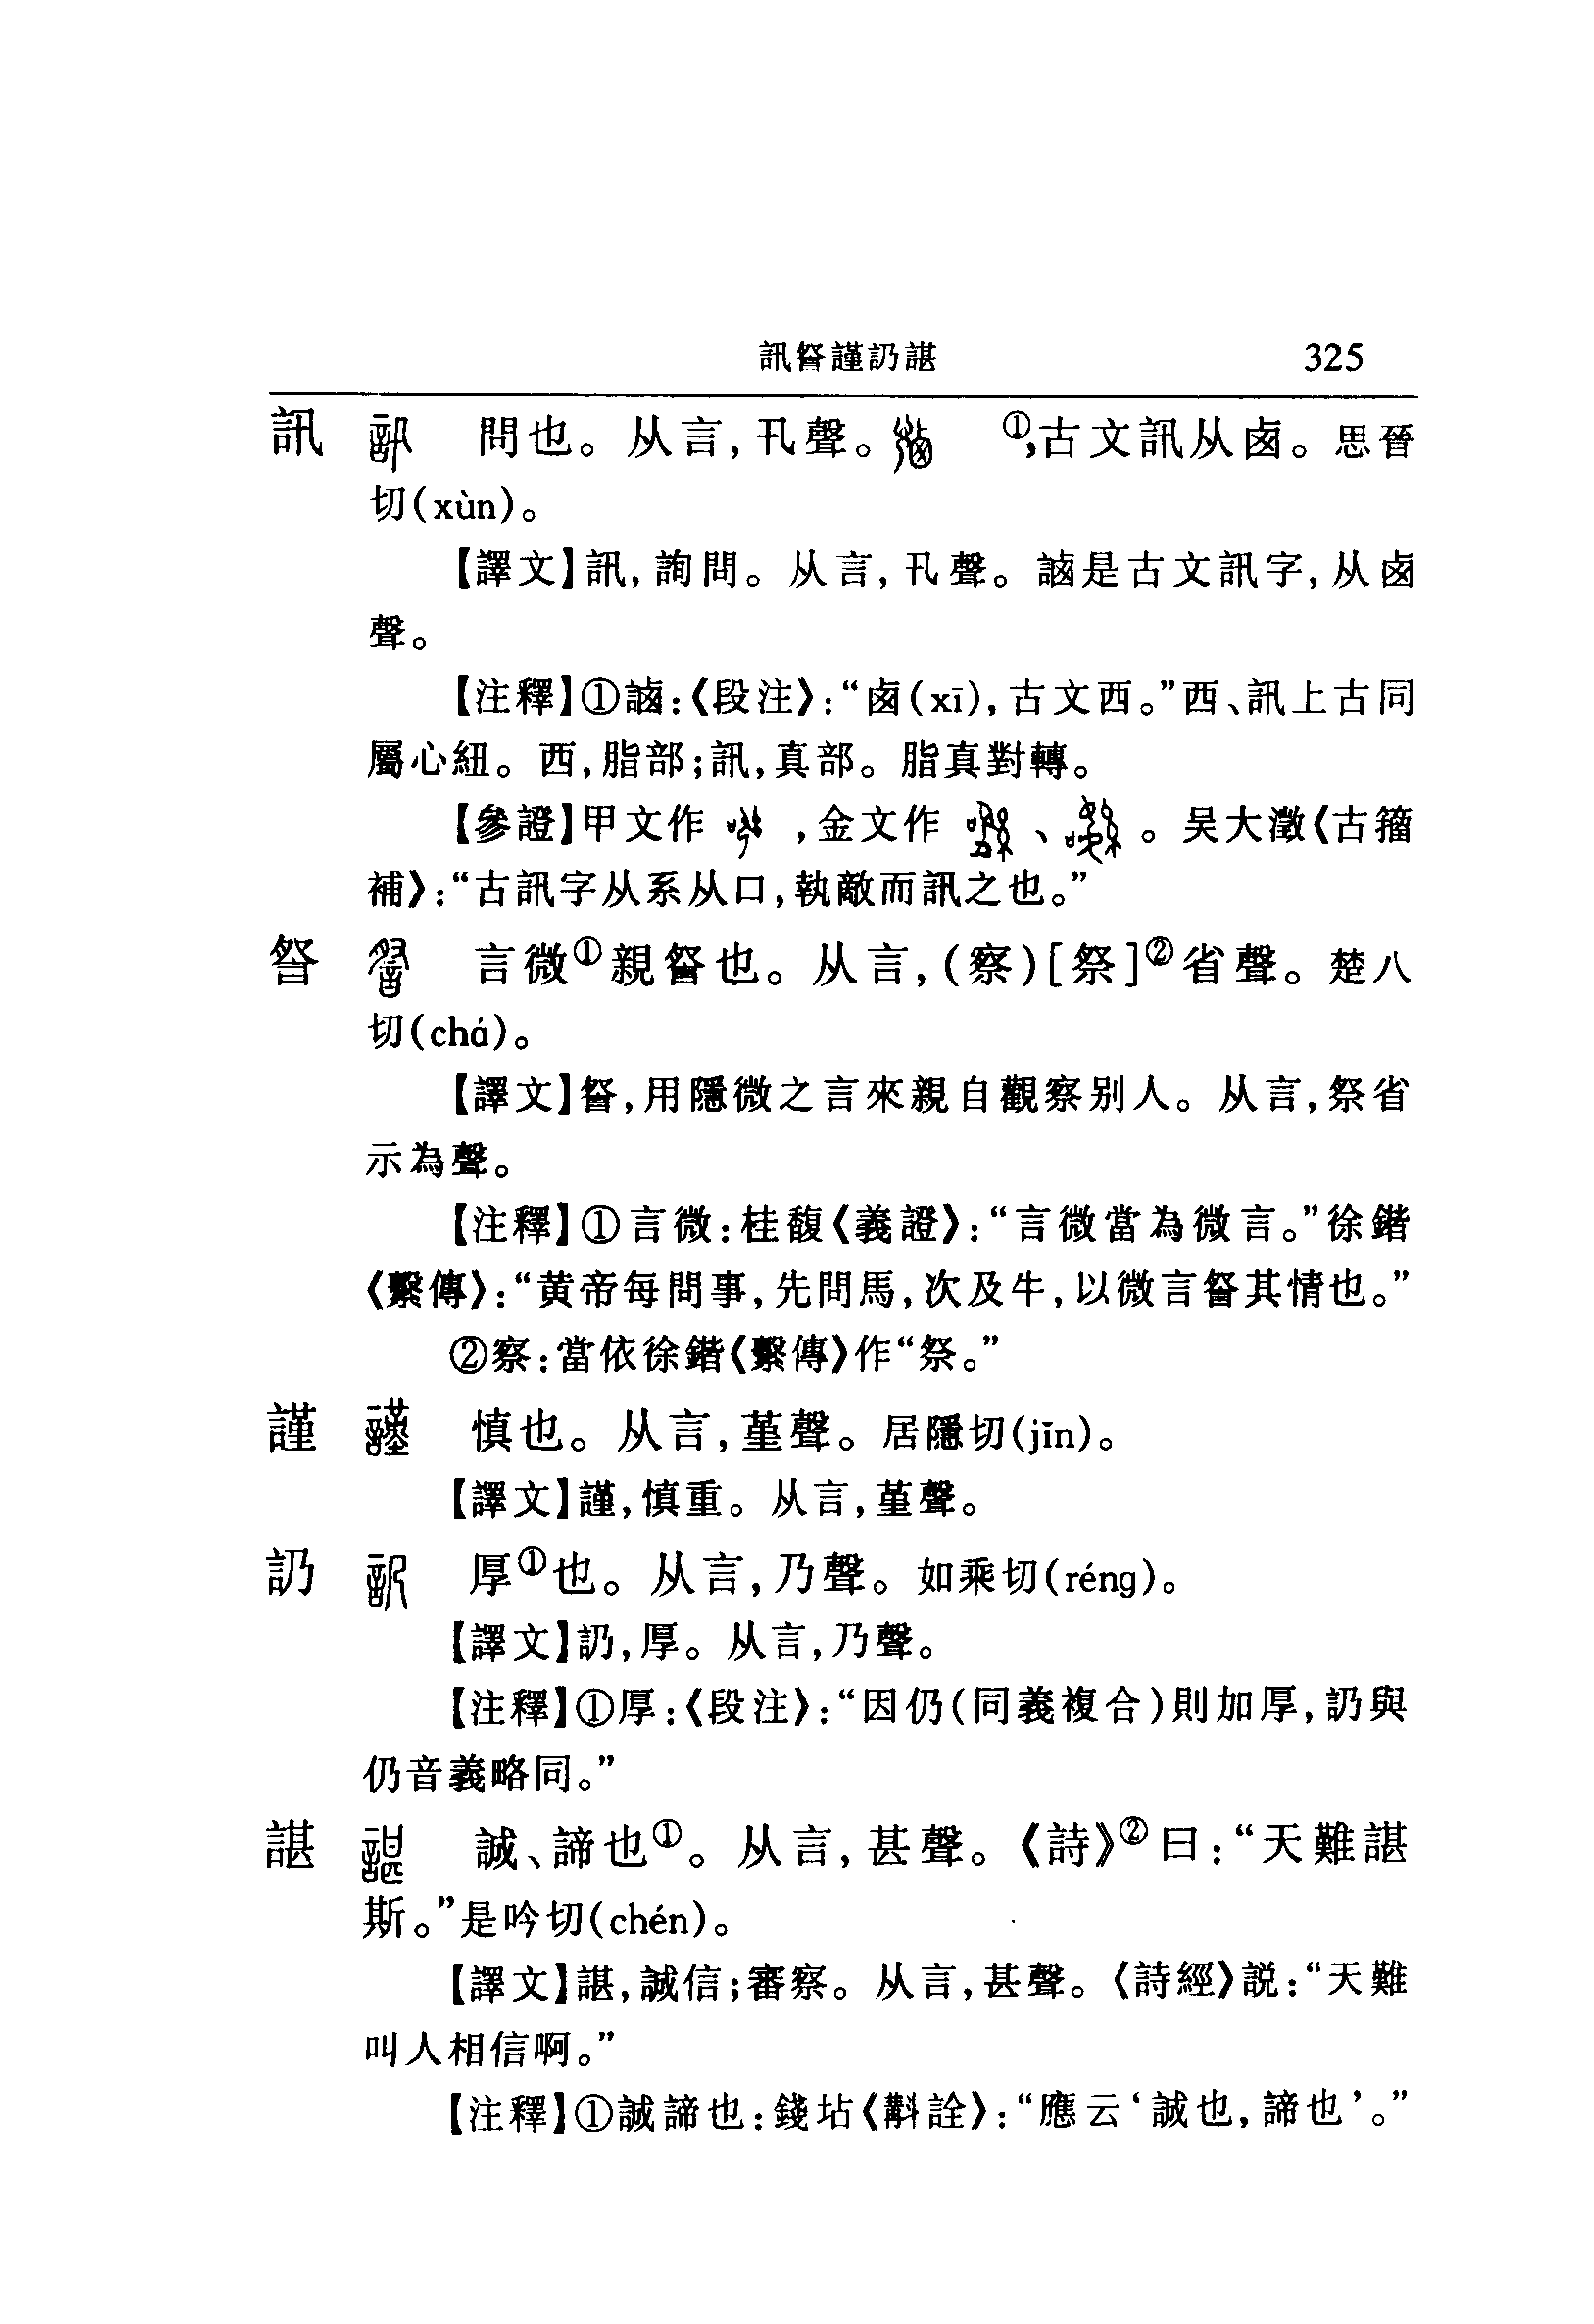 訊詧謹訒諶 325
訊 問也。从言,卂聲。①,古文訊从卤。思晉
切(xùn)。
【譯文】訊,詢問。从言,卂聲。𧩼是古文訊字,从卤
聲。
【注釋】①𧩼:《段注》:“卤(xī),古文西。”西、訊上古同
屬心紐。西,脂部;訊,真部。脂真對轉。
【參證】甲文作,金文作、。吴大澂《古籀
補》:“古訊字从系从口,執敵而訊之也。”
詧 言微①親詧也。从言,(察)[祭]②省聲。楚八
切(chá)。
【譯文】詧,用隱微之言來親自觀察别人。从言,祭省
示為聲。
【注釋】①言微:桂馥《義證》:“言微當為微言。”徐鍇
《繫傳》:“黄帝每問事,先問馬,次及牛,以微言詧其情也。”
②察:當依徐鍇《繫傳》作“祭。”
謹 慎也。从言,堇聲。居隱切(jǐn)。
【譯文】謹,慎重。从言,堇聲。
訒 厚①也。从言,乃聲。如乘切(réng)。
【譯文】㧐,厚。从言,乃聲。
【注釋】①厚:《段注》:“因仍(同義複合)則加厚,與
仍音義略同。”
諶 誠、諦也①。从言,甚聲。《詩》②曰:“天難諶
斯。”是吟切(chén)。
【譯文】諶,誠信;審察。从言,甚聲。《詩經》説:“天難
叫人相信啊。”
【注釋】①誠諦也:錢坫《斠詮》:“應云‘誠也,諦也’。”